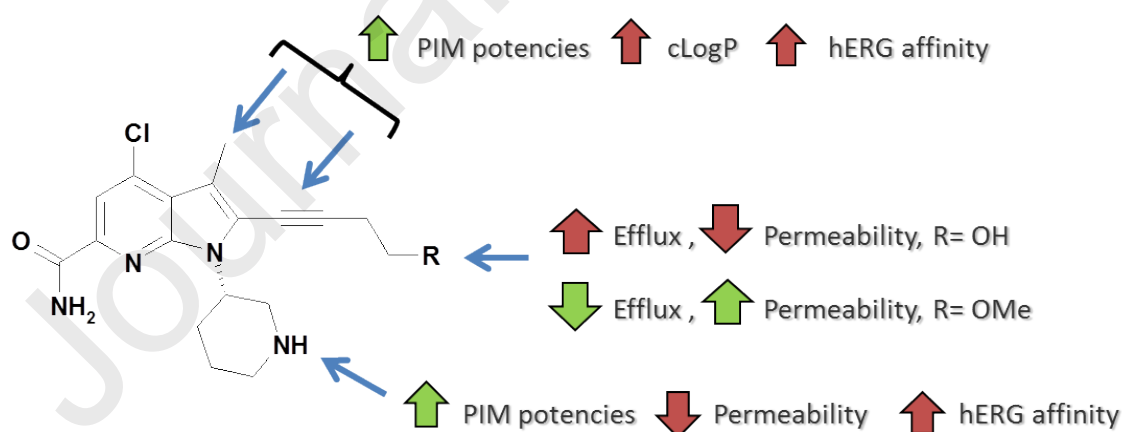 PIM potencies cLogP hERG affinity
Cl
O
N
N
R
NH2
NH
Efflux , Permeability, R= OH
Efflux , Permeability, R= OMe
PIM potencies Permeability hERG affinity
Journal